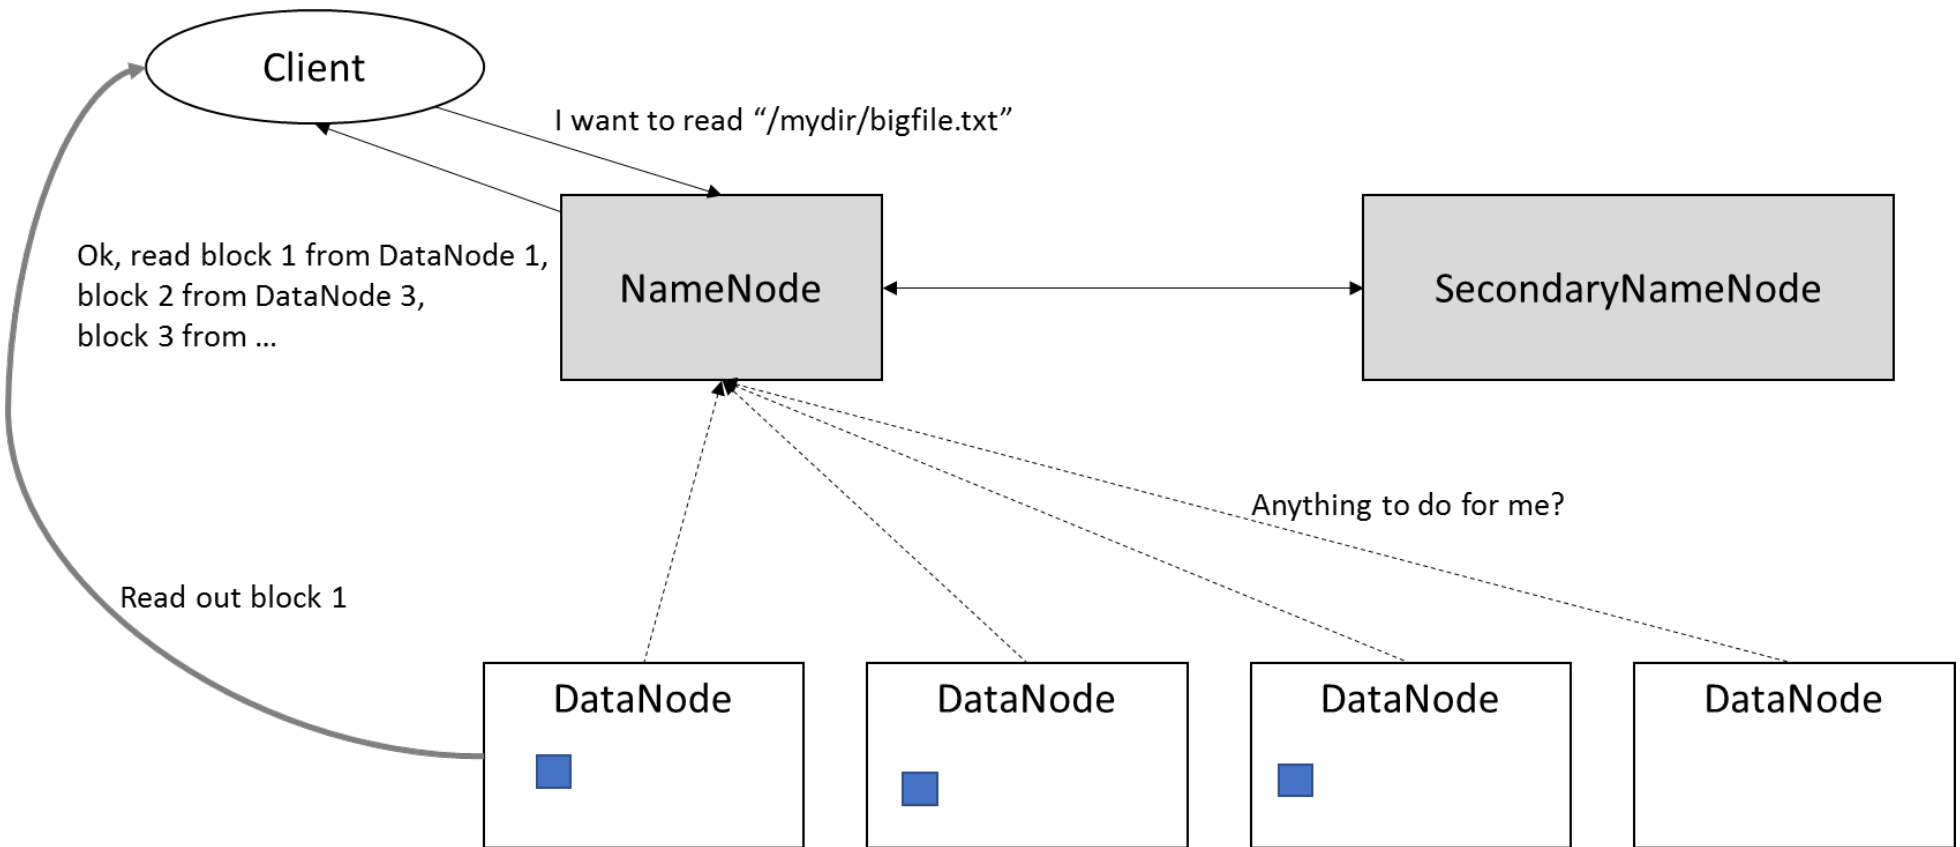 Client
I want to read “/mydir/bigfile.txt”
Ok, read block 1 from DataNode 1,
block 2 from DataNode 3,
block 3 from ...
NameNode
SecondaryNameNode
Anything to do for me?
Read out block 1
DataNode
DataNode
DataNode
DataNode